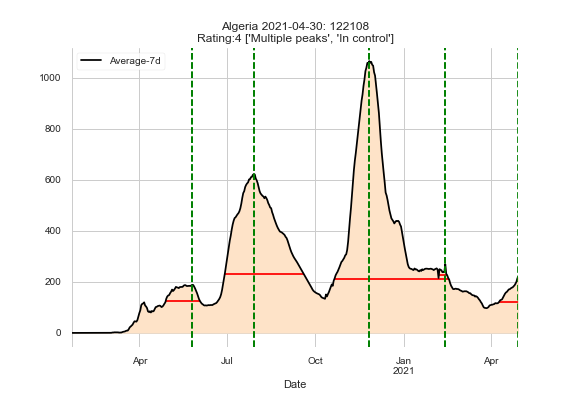 Algeria 2021-04-30: 122108
Rating:4 ['Multiple peaks', 'In control']
Average-7d
1000
800
600
400
200
0
Apr Jul Oct Jan Apr
2021
Date